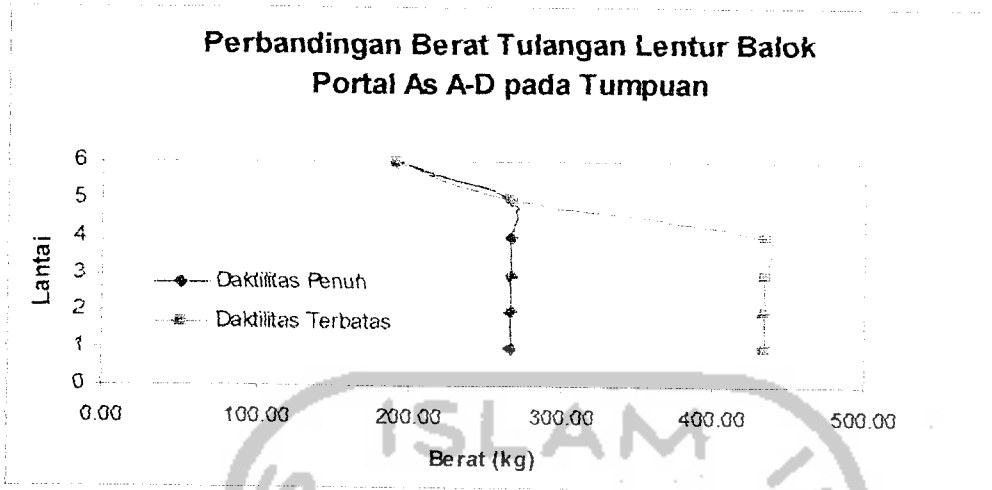 Perbandingan Berat Tulangan Lentur Balok
Portal As A-D pada Tumpuan
6
5
4
3
2
1
0
Lantai
Daktilitas Penuh
Daktilitas Terbatas
0.00 100.00 200.00 300.00 400.00 500.00
Berat (kg)
ISLAM